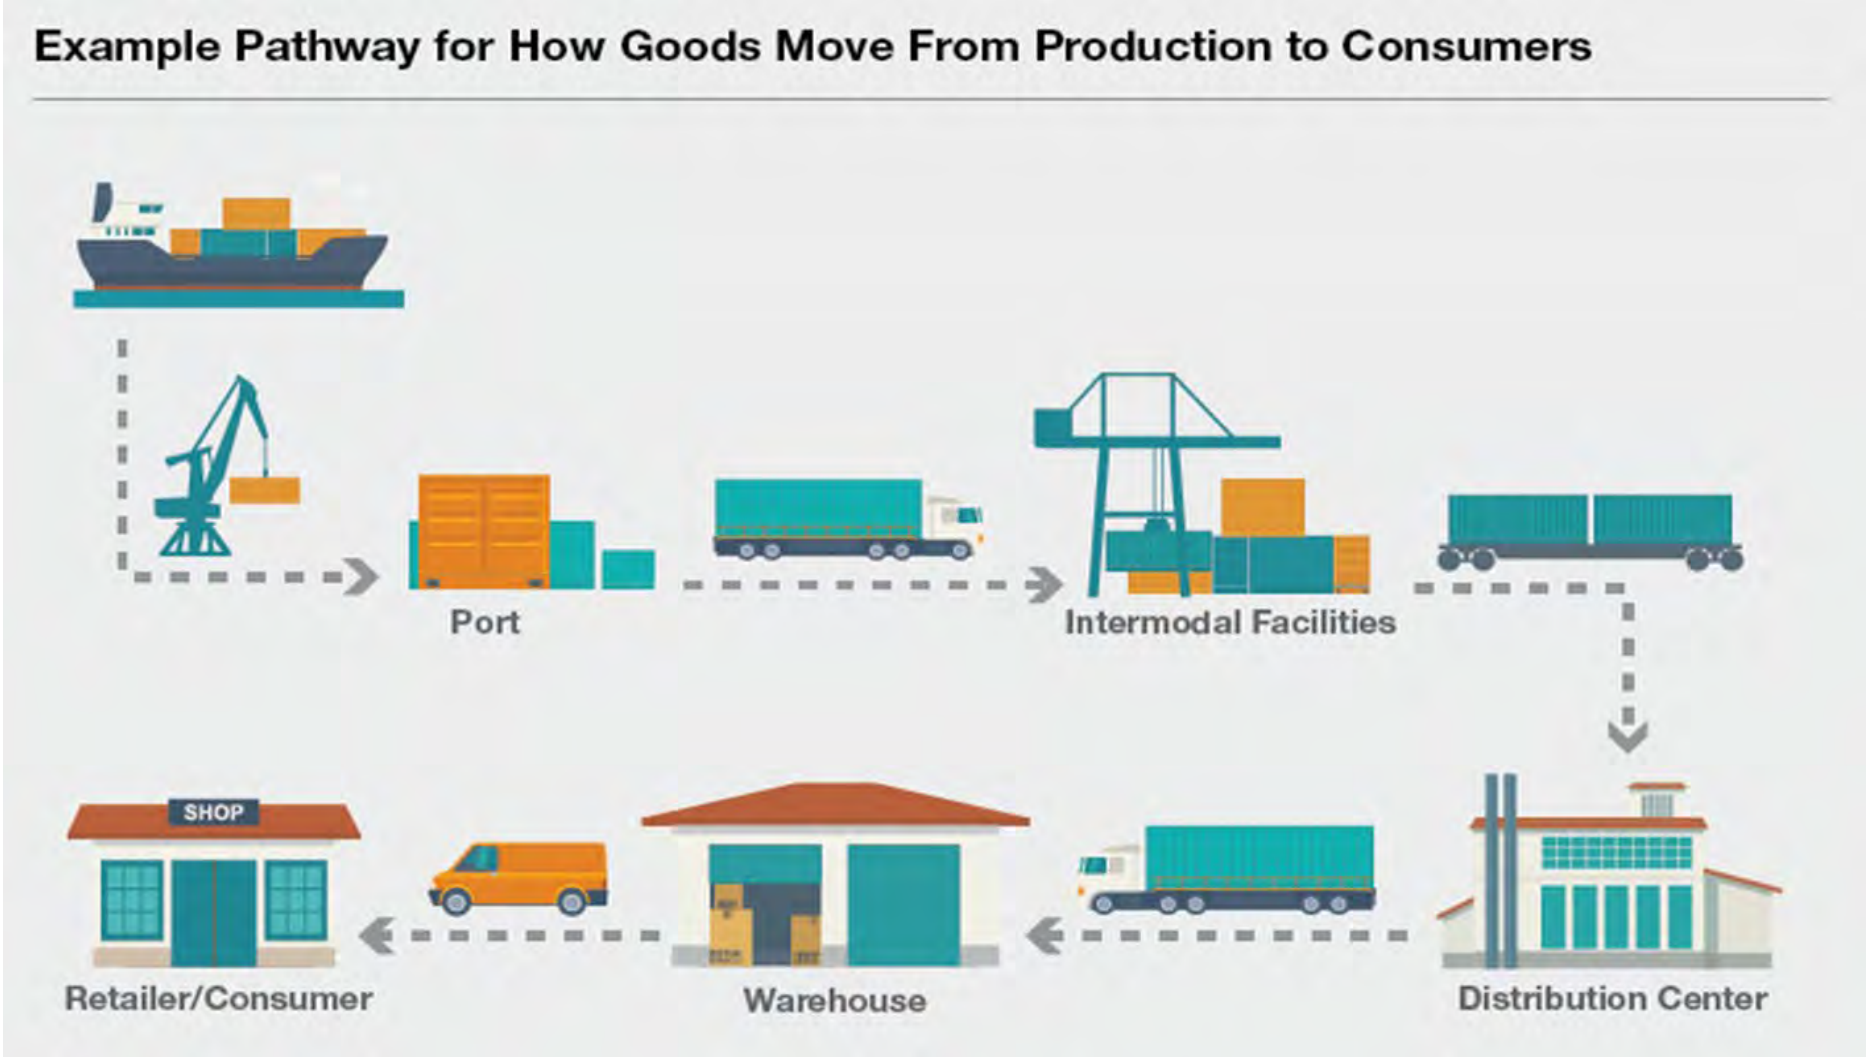 Example Pathway for How Goods Move From Production to Consumers
Port
Intermodal Facilities
SHOP
Retailer/Consumer
Warehouse
Distribution Center